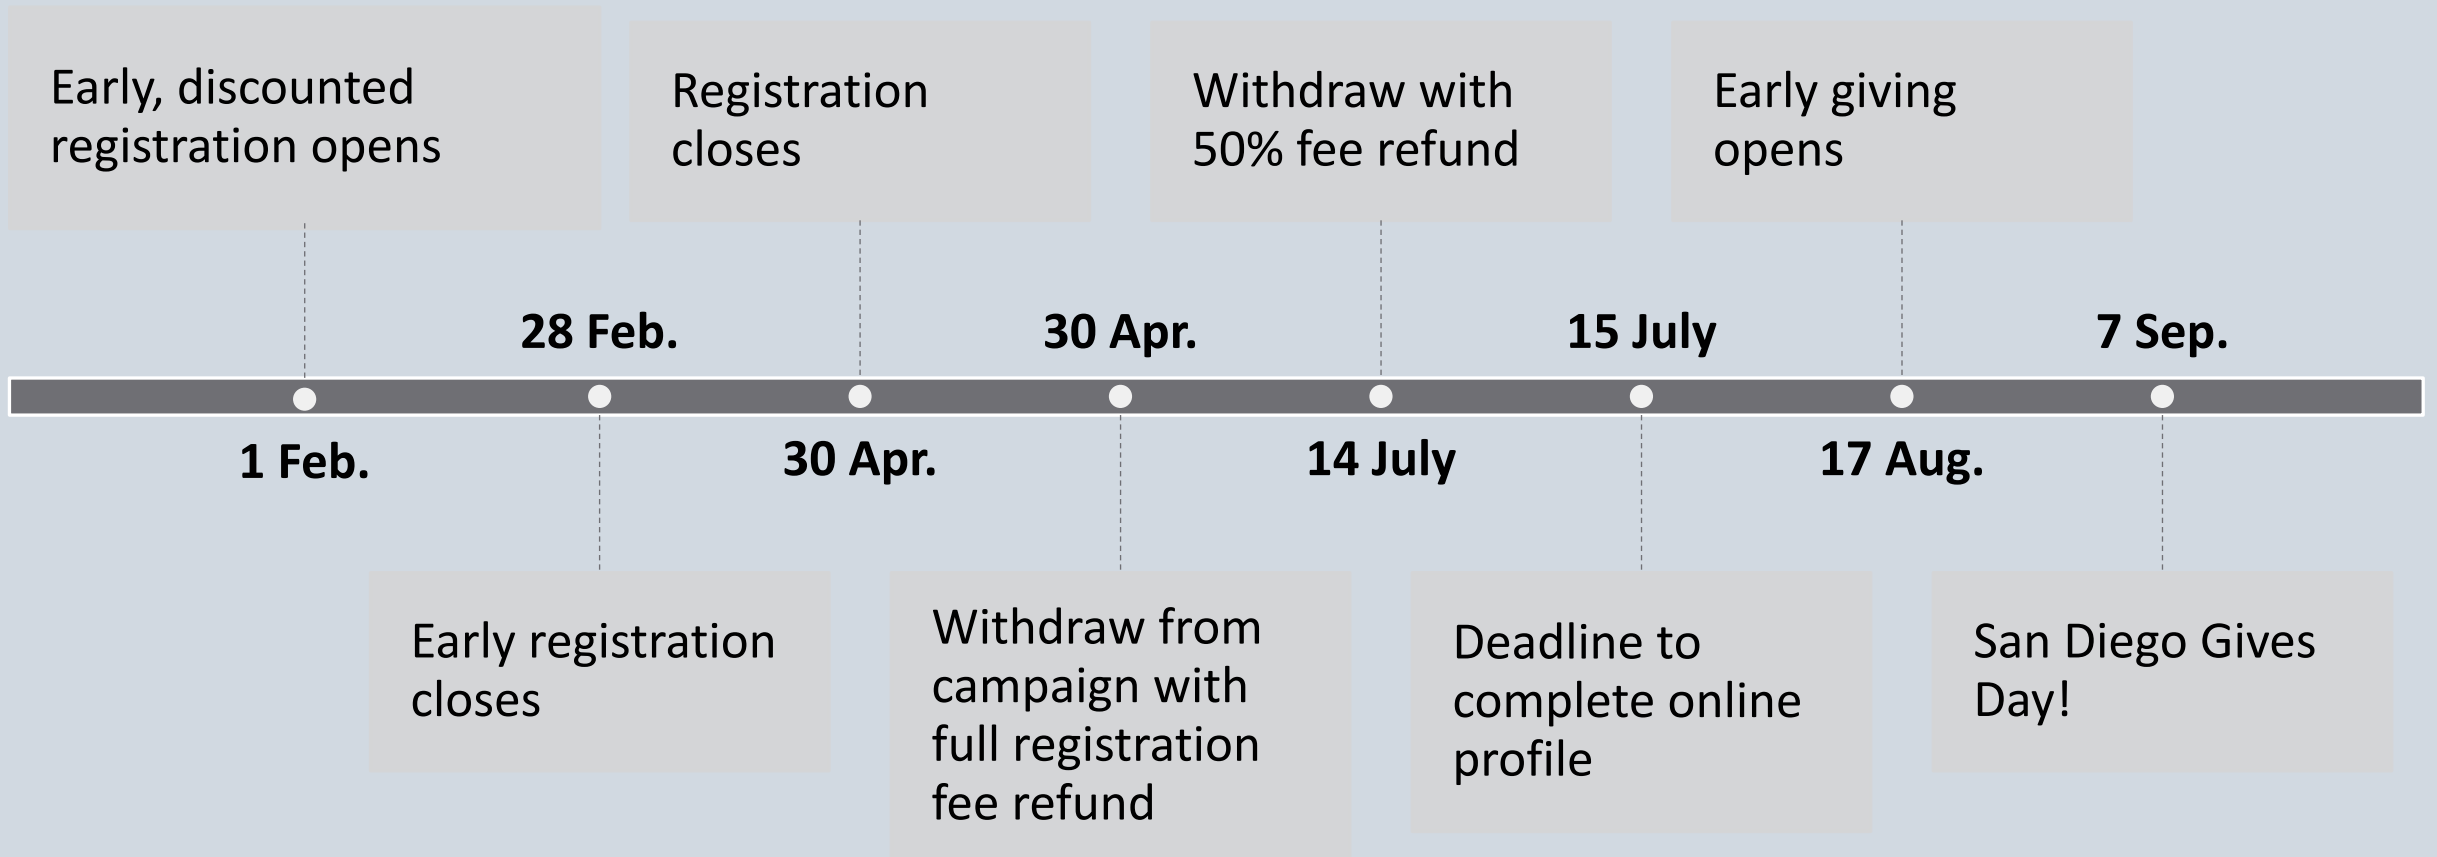 Early, discounted
registration opens
Registration
closes
Withdraw with
50% fee refund
Early giving
opens
28 Feb.
30 Apr.
15 July
7 Sep.
1 Feb.
30 Apr.
14 July
17 Aug.
Early registration
closes
Withdraw from
campaign with
full registration
fee refund
Deadline to
complete online
profile
San Diego Gives
Day!